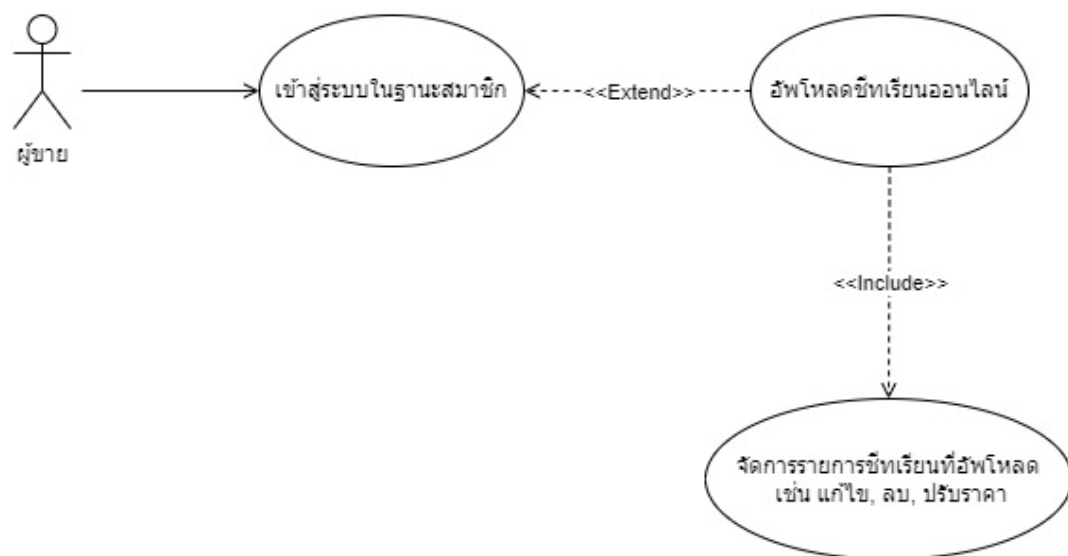 ผู้ขาย
เข้าสู่ระบบในฐานะสมาชิก
<<Extend>>
อัพโหลดชีทเรียนออนไลน์
<<Include>>
จัดการรายการชีทเรียนที่อัพโหลด
เช่น แก้ไข, ลบ, ปรับราคา